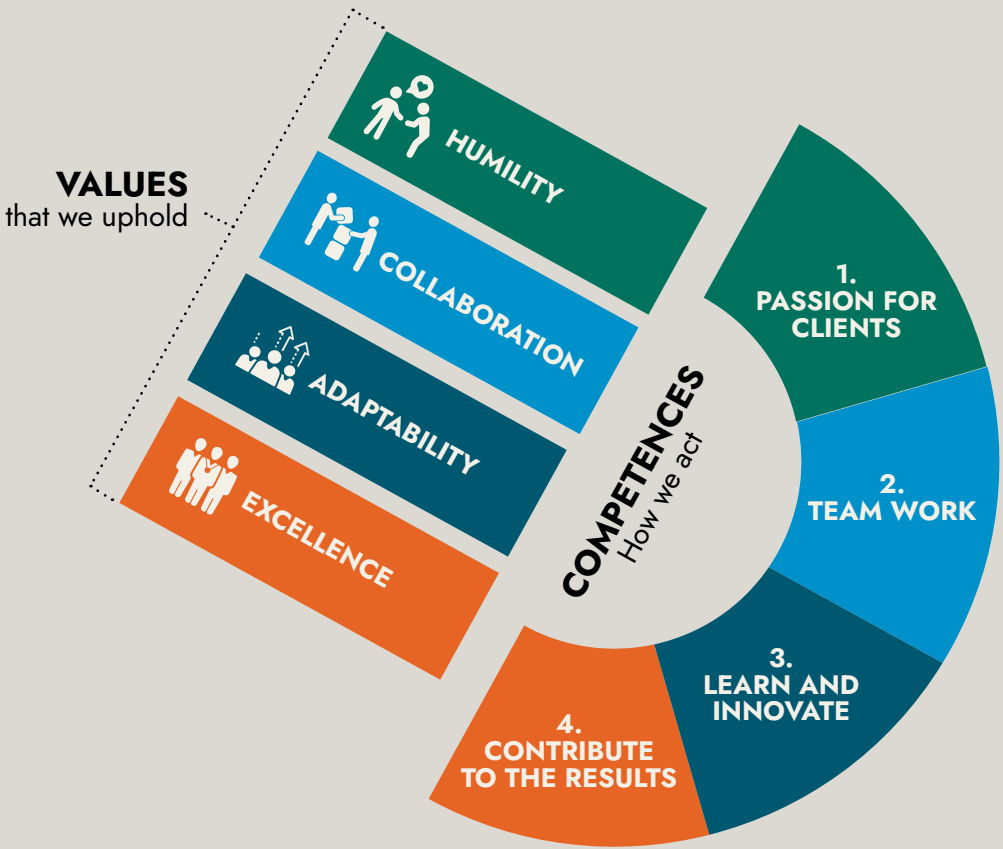 VALUES
that we uphold
HUMILITY
COLLABORATION
ADAPTABILITY
EXCELLENCE
COMPETENCES
How we act
1.
PASSION FOR
CLIENTS
2.
TEAM WORK
3.
LEARN AND
INNOVATE
4.
CONTRIBUTE
TO THE RESULTS